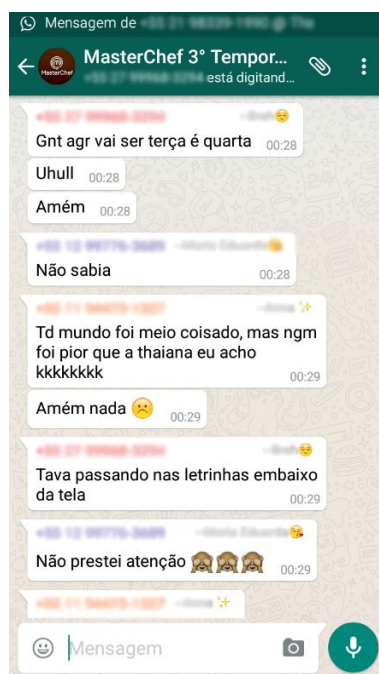 Mensagem de
MasterChef 3° Tempor...
está digitand...
Gnt agr vai ser terça é quarta 00:28
Uhull 00:28
Amém 00:28
Não sabia 00:28
Td mundo foi meio coisado, mas ngm
foi pior que a thaiana eu acho
kkkkkkkk 00:29
Amém nada ☹️ 00:29
Tava passando nas letrinhas embaixo
da tela 00:29
Não prestei atenção 🙈🙈🙈 00:29
Mensagem